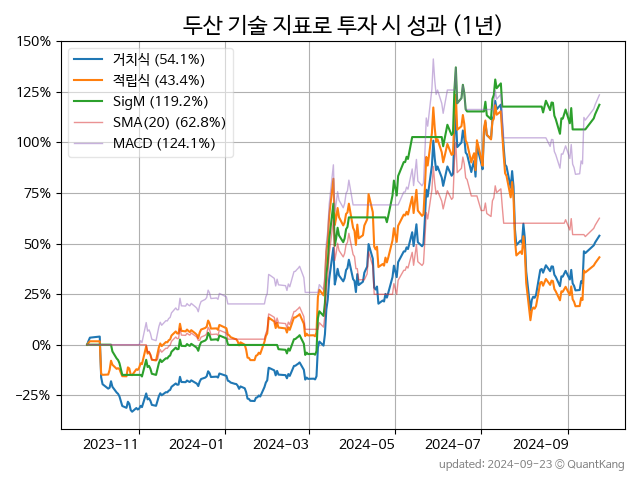 두산 기술 지표로 투자 시 성과 (1년)
150%
125%
100%
75%
50%
25%
0%
−25%
거치식 (54.1%)
적립식 (43.4%)
SigM (119.2%)
SMA(20) (62.8%)
MACD (124.1%)
2023−11
2024−01
2024−03
2024−05
2024−07
2024−09
updated: 2024-09-23 © QuantKang